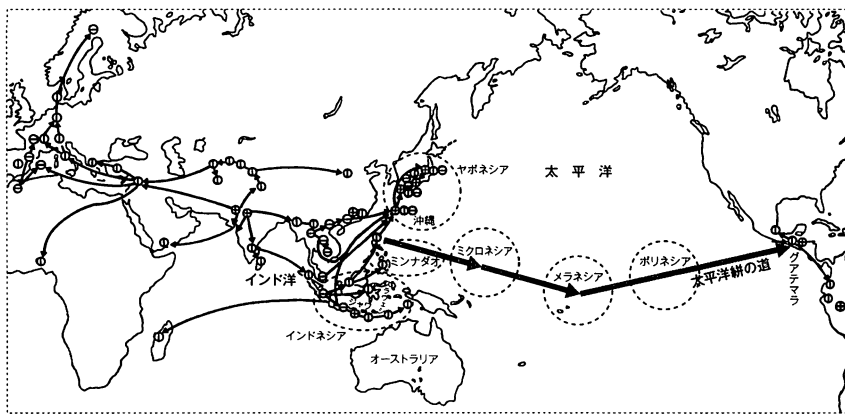 太平洋
ヤポネシア
沖縄
ミンナダオ
ミクロネシア
メラネシア
ポリネシア
太平洋絣の道
グアテマラ
インド洋
インドネシア
オーストラリア